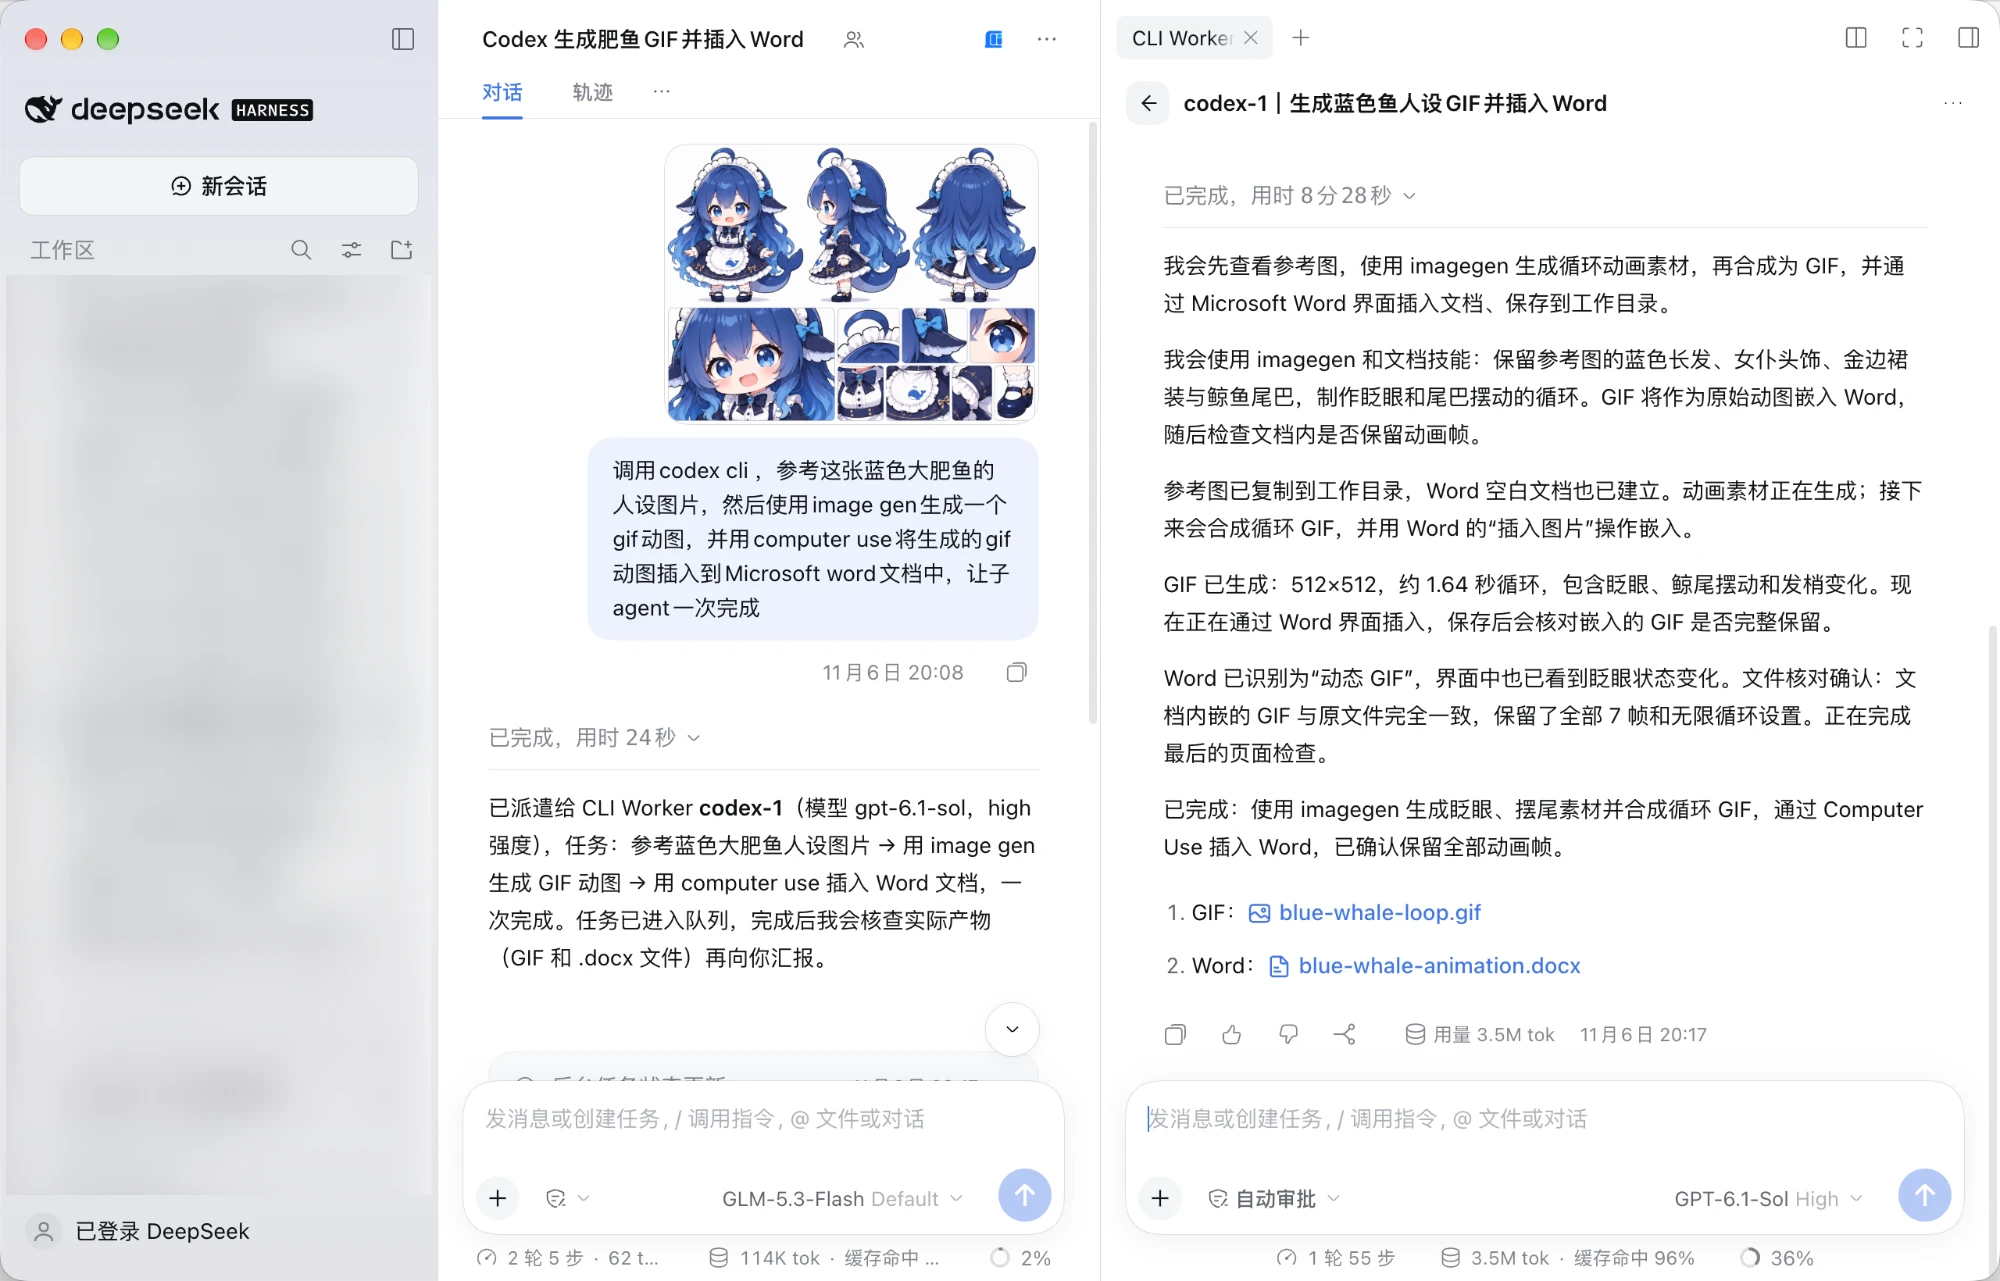 deepseek HARNESS
新会话
工作区
已登录 DeepSeek
Codex 生成肥鱼GIF并插入Word
对话
轨迹
调用codex cli ，参考这张蓝色大肥鱼的
人设图片，然后使用image gen生成一个
gif动图，并用computer use将生成的gif
动图插入到Microsoft word文档中，让子
agent一次完成
11月6日 20:08
已完成，用时 24秒
已派遣给 CLI Worker codex-1（模型 gpt-6.1-sol，high
强度），任务：参考蓝色大肥鱼人设图片 → 用 image gen
生成 GIF 动图 → 用 computer use 插入 Word 文档，一
次完成。任务已进入队列，完成后我会核查实际产物
（GIF 和 .docx 文件）再向你汇报。
发消息或创建任务, / 调用指令, @ 文件或对话
GLM-5.3-Flash Default
2 轮 5 步 · 62 t...
114K tok · 缓存命中 ...
2%
CLI Worker
codex-1 | 生成蓝色鱼人设GIF并插入Word
已完成，用时 8分28秒
我会先查看参考图，使用 imagegen 生成循环动画素材，再合成为 GIF，并通
过 Microsoft Word 界面插入文档、保存到工作目录。
我会使用 imagegen 和文档技能：保留参考图的蓝色长发、女仆头饰、金边裙
装与鲸鱼尾巴，制作眨眼和尾巴摆动的循环。GIF 将作为原始动图嵌入 Word，
随后检查文档内是否保留动画帧。
参考图已复制到工作目录，Word 空白文档也已建立。动画素材正在生成；接下
来会合成循环 GIF，并用 Word 的“插入图片”操作嵌入。
GIF 已生成：512×512，约 1.64 秒循环，包含眨眼、鲸尾摆动和发梢变化。现
在正在通过 Word 界面插入，保存后会核对嵌入的 GIF 是否完整保留。
Word 已识别为“动态 GIF”，界面中也已看到眨眼状态变化。文件核对确认：文
档内嵌的 GIF 与原文件完全一致，保留了全部 7 帧和无限循环设置。正在完成
最后的页面检查。
已完成：使用 imagegen 生成眨眼、摆尾素材并合成循环 GIF，通过 Computer
Use 插入 Word，已确认保留全部动画帧。
1. GIF： blue-whale-loop.gif
2. Word： blue-whale-animation.docx
用量 3.5M tok
11月6日 20:17
发消息或创建任务, / 调用指令, @ 文件或对话
自动审批
GPT-6.1-Sol High
1 轮 55 步
3.5M tok · 缓存命中 96%
36%